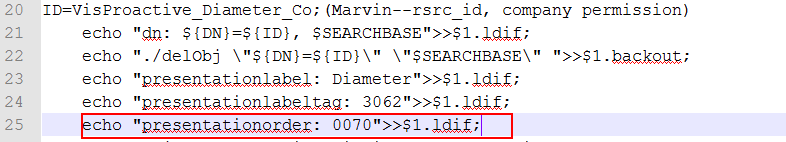 20 ID=VisProactive_Diameter_Co;(Marvin--rsrc_id, company permission)
21 echo "dn: ${DN}=${ID}, $SEARCHBASE">>$1.ldif;
22 echo "./delObj \"${DN}=${ID}\" \"$SEARCHBASE\" ">>$1.backout;
23 echo "presentationlabel: Diameter">>$1.ldif;
24 echo "presentationlabeltag: 3062">>$1.ldif;
25 echo "presentationorder: 0070">>$1.ldif;